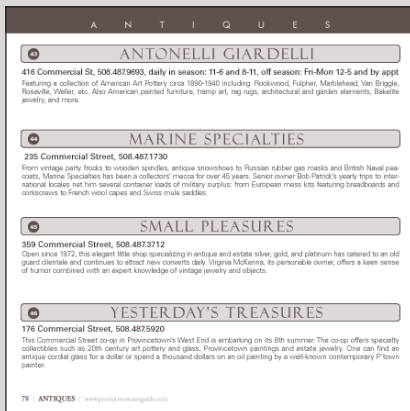 ANTIQUES
43 ANTONELLI GIARDELLI
416 Commercial St, 508.487.9693, daily in season: 11-6 and 8-11, off season: Fri-Mon 12-5 and by appt
Featuring a collection of American Art Pottery circa 1890-1940 including: Rookwood, Fulper, Marblehead, Van Briggle,
Roseville, Weller, etc. Also American painted furniture, tramp art, rag rugs, architectural and garden elements, Bakelite
jewelry, and more.
44 MARINE SPECIALTIES
235 Commercial Street, 508.487.1730
From vintage party frocks to wooden spindles, antique snowshoes to Russian rubber gas masks and British Naval pea-
coats, Marine Specialties has been a collectors' mecca for over 45 years. Senior owner Bob Patrick's yearly trips to inter-
national locales net him several container loads of military surplus: from European mess kits featuring breadboards and
corkscrews to French wool capes and Swiss mule saddles.
45 SMALL PLEASURES
359 Commercial Street, 508.487.3712
Open since 1972, this elegant little shop specializing in antique and estate silver, gold, and platinum has catered to an old
guard clientele and continues to attract new converts daily. Virginia McKenna, its personable owner, offers a keen sense
of humor combined with an expert knowledge of vintage jewelry and objects.
46 YESTERDAY'S TREASURES
176 Commercial Street, 508.487.5920
This Commercial Street co-op in Provincetown's West End is embarking on its 8th summer. The co-op offers specialty
collectibles such as 20th century art pottery and glass, Provincetown paintings and estate jewelry. One can find an
antique cordial glass for a dollar or spend a thousand dollars on an oil painting by a well-known contemporary P'town
painter.
78 | ANTIQUES | www.provincetownartguide.com